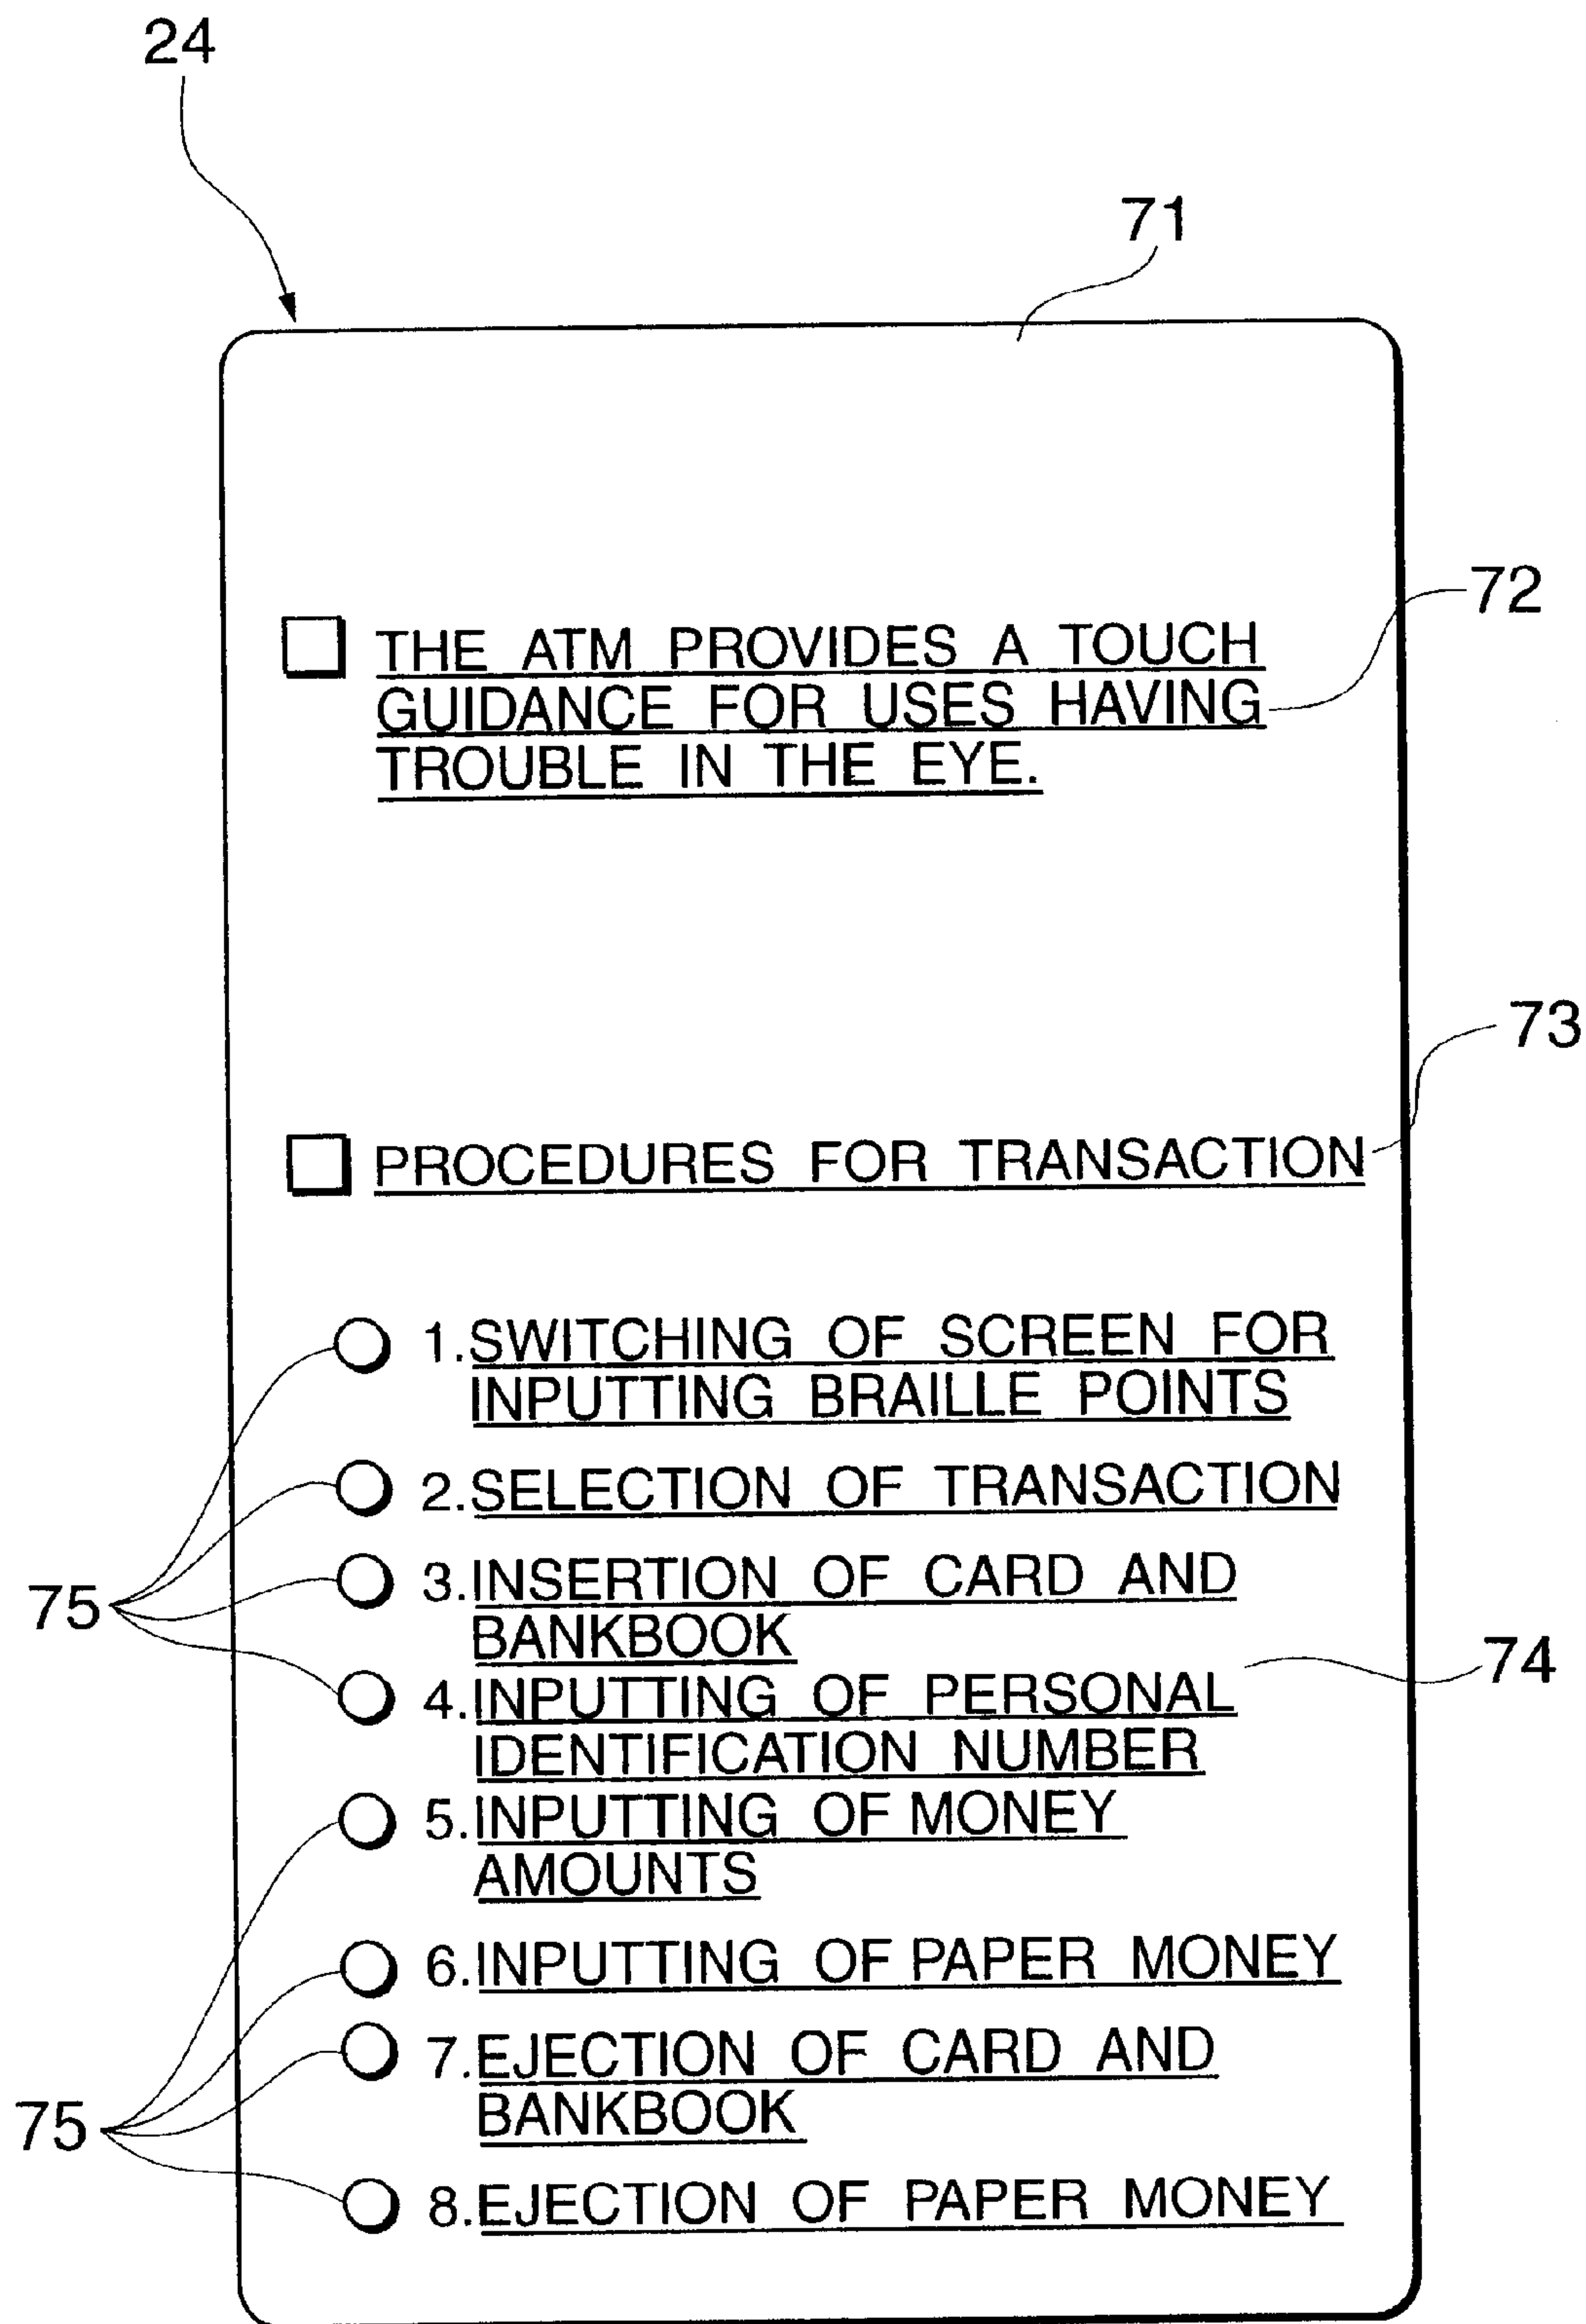 24
71
THE ATM PROVIDES A TOUCH
GUIDANCE FOR USES HAVING
72
TROUBLE IN THE EYE.
73
PROCEDURES FOR TRANSACTION
1.SWITCHING OF SCREEN FOR
INPUTTING BRAILLE POINTS
2.SELECTION OF TRANSACTION
75
3.INSERTION OF CARD AND
BANKBOOK
74
4.INPUTTING OF PERSONAL
IDENTIFICATION NUMBER
5.INPUTTING OF MONEY
AMOUNTS
6.INPUTTING OF PAPER MONEY
7.EJECTION OF CARD AND
BANKBOOK
75
8.EJECTION OF PAPER MONEY